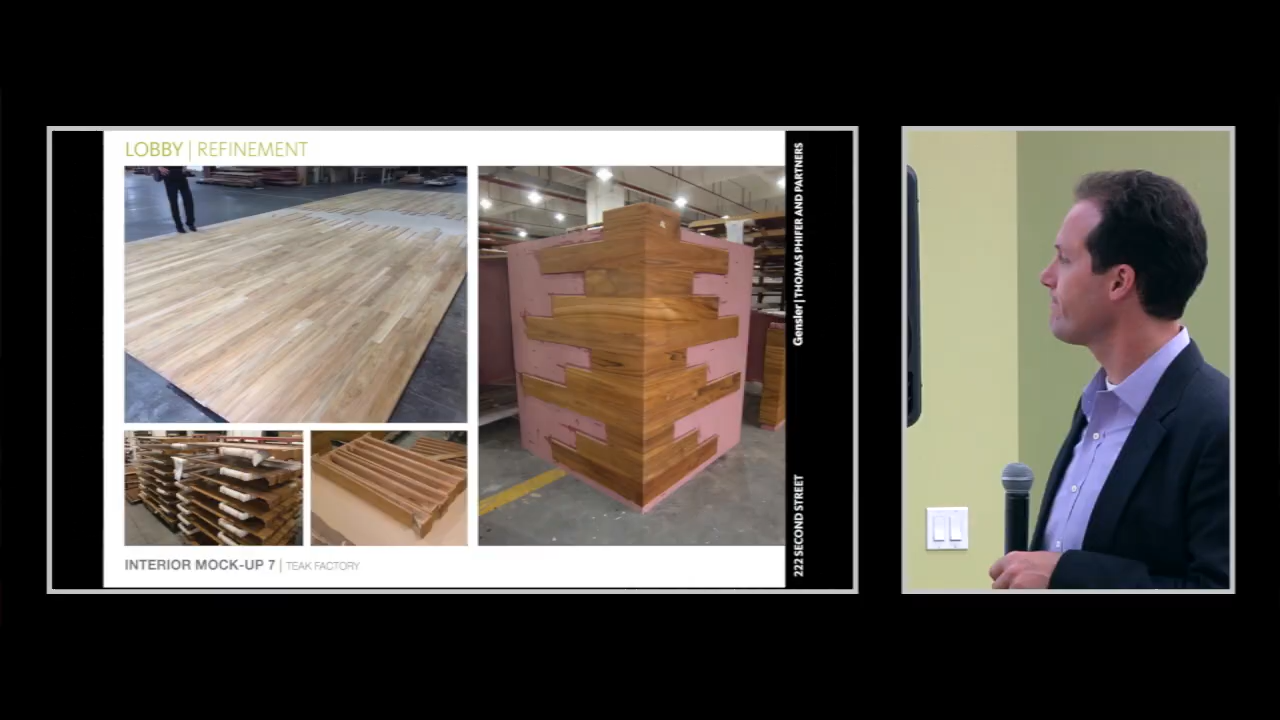 LOBBY | REFINEMENT
Gensler | THOMAS PHIFER AND PARTNERS
222 SECOND STREET
INTERIOR MOCK-UP 7 | TEAK FACTORY